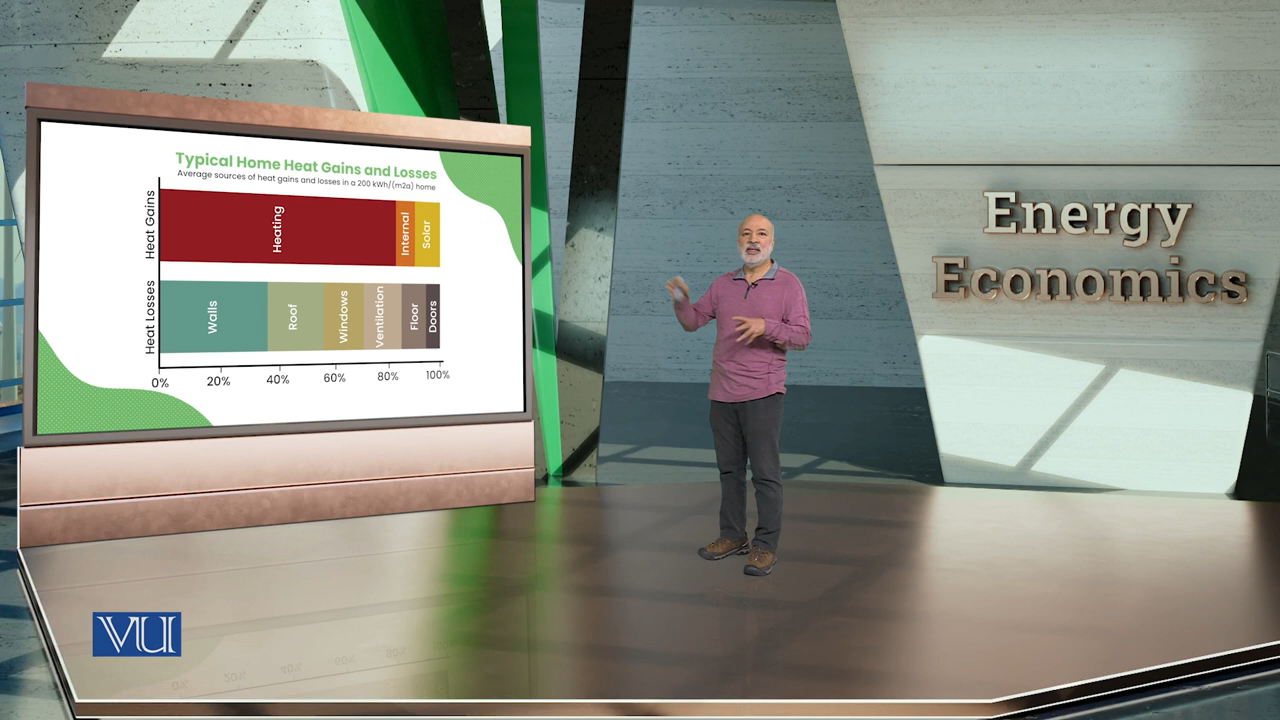 Typical Home Heat Gains and Losses
Average sources of heat gains and losses in a 200 kWh/(m2a) home
Heat Gains
Heating
Internal
Solar
Heat Losses
Walls
Roof
Windows
Ventilation
Floor
Doors
0%
20%
40%
60%
80%
100%
Energy
Economics
VU